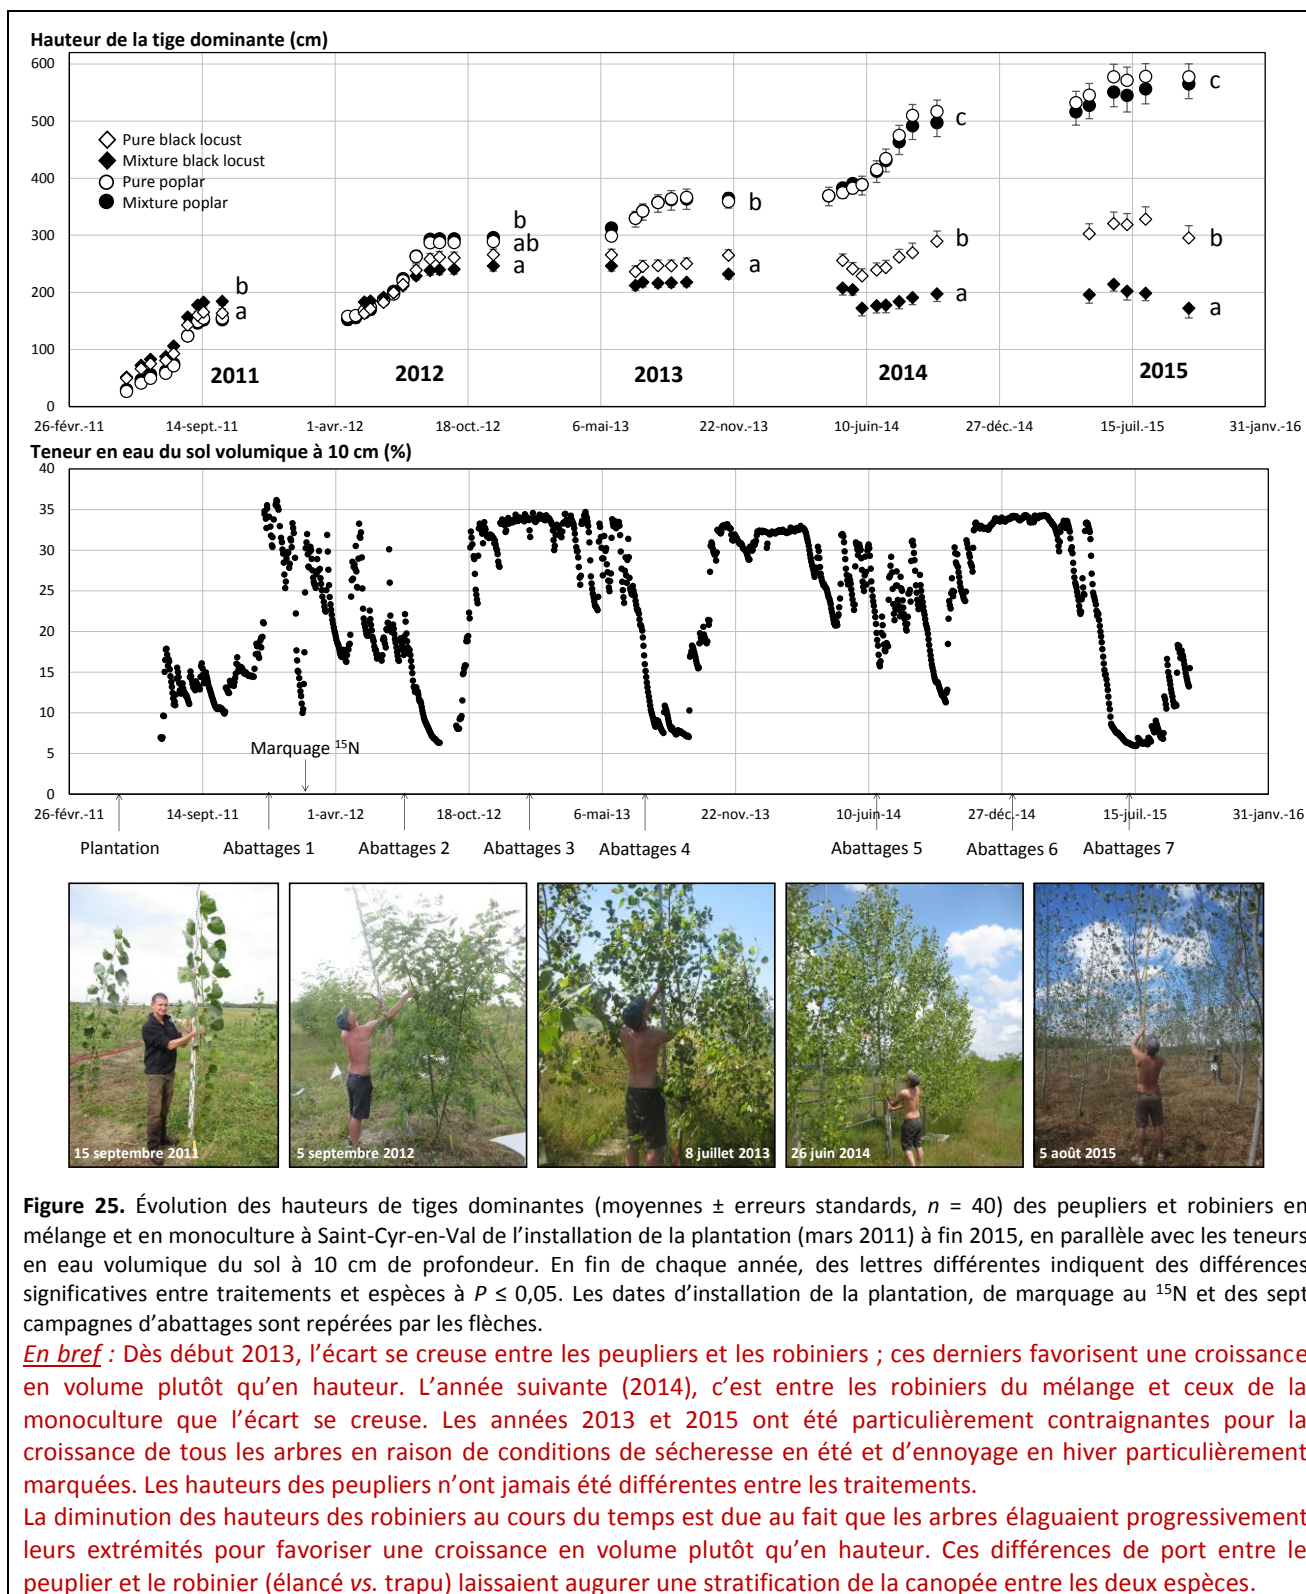 Hauteur de la tige dominante (cm)
600
500
400
300
200
100
0
Pure black locust
Mixture black locust
Pure poplar
Mixture poplar
b
a
b
ab
a
b
a
c
b
a
c
b
a
2011
2012
2013
2014
2015
26-févr.-11
14-sept.-11
1-avr.-12
18-oct.-12
6-mai-13
22-nov.-13
10-juin-14
27-déc.-14
15-juil.-15
31-janv.-16
Teneur en eau du sol volumique à 10 cm (%)
40
35
30
25
20
15
10
5
0
Marquage ¹⁵N
26-févr.-11
14-sept.-11
1-avr.-12
18-oct.-12
6-mai-13
22-nov.-13
10-juin-14
27-déc.-14
15-juil.-15
31-janv.-16
Plantation
Abattages 1
Abattages 2
Abattages 3
Abattages 4
Abattages 5
Abattages 6
Abattages 7
15 septembre 2011
5 septembre 2012
8 juillet 2013
26 juin 2014
5 août 2015
Figure 25. Évolution des hauteurs de tiges dominantes (moyennes ± erreurs standards, n = 40) des peupliers et robiniers en
mélange et en monoculture à Saint-Cyr-en-Val de l’installation de la plantation (mars 2011) à fin 2015, en parallèle avec les teneurs
en eau volumique du sol à 10 cm de profondeur. En fin de chaque année, des lettres différentes indiquent des différences
significatives entre traitements et espèces à P ≤ 0,05. Les dates d’installation de la plantation, de marquage au ¹⁵N et des sept
campagnes d’abattages sont repérées par les flèches.
En bref : Dès début 2013, l’écart se creuse entre les peupliers et les robiniers ; ces derniers favorisent une croissance
en volume plutôt qu’en hauteur. L’année suivante (2014), c’est entre les robiniers du mélange et ceux de la
monoculture que l’écart se creuse. Les années 2013 et 2015 ont été particulièrement contraignantes pour la
croissance de tous les arbres en raison de conditions de sécheresse en été et d’ennoyage en hiver particulièrement
marquées. Les hauteurs des peupliers n’ont jamais été différentes entre les traitements.
La diminution des hauteurs des robiniers au cours du temps est due au fait que les arbres élaguaient progressivement
leurs extrémités pour favoriser une croissance en volume plutôt qu’en hauteur. Ces différences de port entre le
peuplier et le robinier (élancé vs. trapu) laissaient augurer une stratification de la canopée entre les deux espèces.